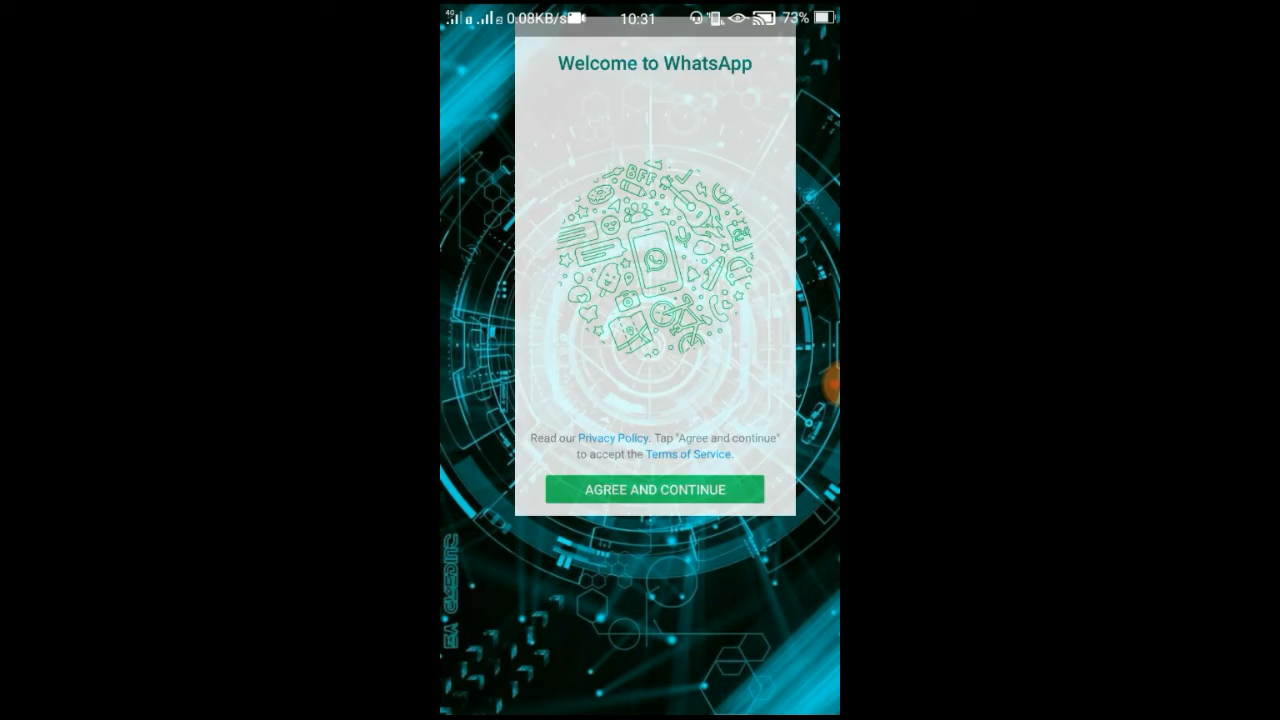 4G 0.08KB/s 10:31 73%
Welcome to WhatsApp
BFF
Read our Privacy Policy. Tap "Agree and continue"
to accept the Terms of Service.
AGREE AND CONTINUE